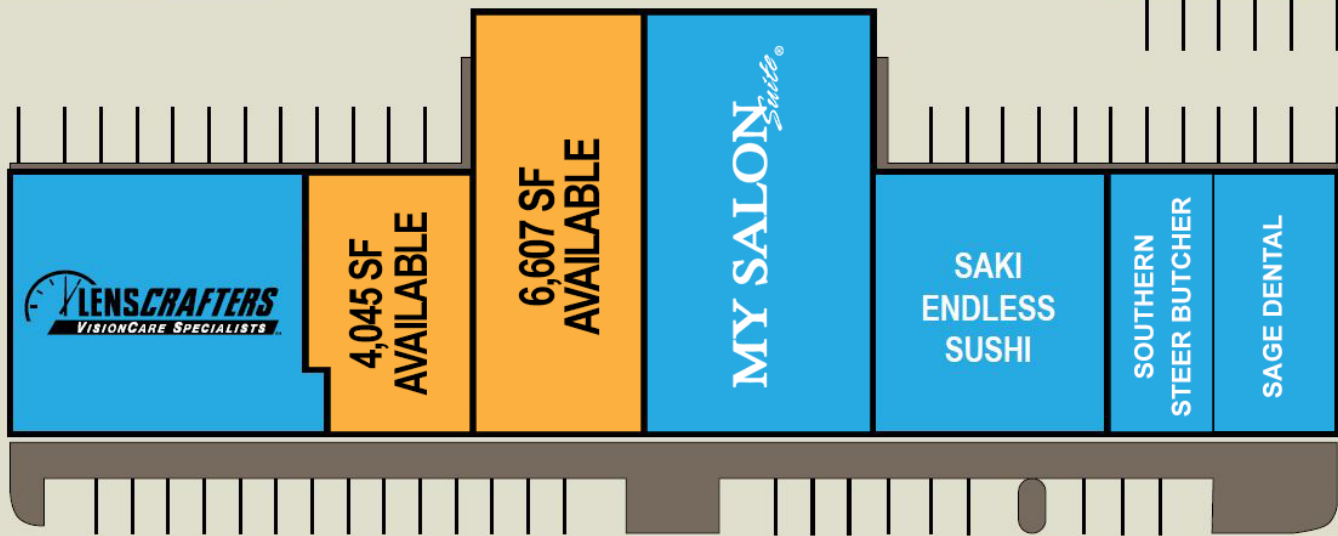 LENSCRAFTERS
VISIONCARE SPECIALISTS
4,045 SF
AVAILABLE
6,607 SF
AVAILABLE
MY SALON Suite®
SAKI
ENDLESS
SUSHI
SOUTHERN
STEER BUTCHER
SAGE DENTAL